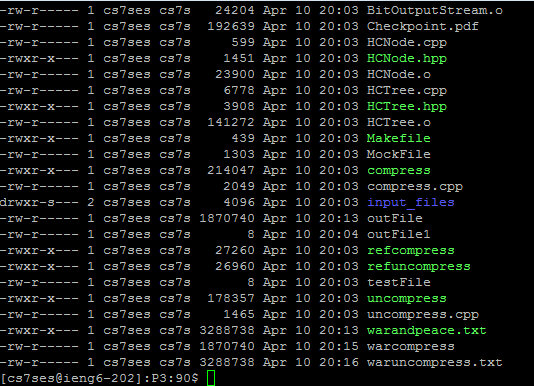 -rw-r----- 1 cs7ses cs7s 24204 Apr 10 20:03 BitOutputStream.o
-rw-r----- 1 cs7ses cs7s 192639 Apr 10 20:03 Checkpoint.pdf
-rw-r----- 1 cs7ses cs7s 599 Apr 10 20:03 HCNode.cpp
-rwxr-x--- 1 cs7ses cs7s 1451 Apr 10 20:03 HCNode.hpp
-rw-r----- 1 cs7ses cs7s 23900 Apr 10 20:03 HCNode.o
-rw-r----- 1 cs7ses cs7s 6778 Apr 10 20:03 HCTree.cpp
-rwxr-x--- 1 cs7ses cs7s 3908 Apr 10 20:03 HCTree.hpp
-rw-r----- 1 cs7ses cs7s 141272 Apr 10 20:03 HCTree.o
-rwxr-x--- 1 cs7ses cs7s 439 Apr 10 20:03 Makefile
-rw-r----- 1 cs7ses cs7s 1303 Apr 10 20:03 MockFile
-rwxr-x--- 1 cs7ses cs7s 214047 Apr 10 20:03 compress
-rw-r----- 1 cs7ses cs7s 2049 Apr 10 20:03 compress.cpp
drwxr-s--- 2 cs7ses cs7s 4096 Apr 10 20:03 input_files
-rw-r----- 1 cs7ses cs7s 1870740 Apr 10 20:13 outFile
-rw-r----- 1 cs7ses cs7s 8 Apr 10 20:04 outFile1
-rwxr-x--- 1 cs7ses cs7s 27260 Apr 10 20:03 refcompress
-rwxr-x--- 1 cs7ses cs7s 26960 Apr 10 20:03 refuncompress
-rw-r----- 1 cs7ses cs7s 8 Apr 10 20:03 testFile
-rwxr-x--- 1 cs7ses cs7s 178357 Apr 10 20:03 uncompress
-rw-r----- 1 cs7ses cs7s 1465 Apr 10 20:03 uncompress.cpp
-rwxr-x--- 1 cs7ses cs7s 3288738 Apr 10 20:13 warandpeace.txt
-rw-r----- 1 cs7ses cs7s 1870740 Apr 10 20:15 warcompress
-rw-r----- 1 cs7ses cs7s 3288738 Apr 10 20:16 waruncompress.txt
[cs7ses@ieng6-202]:P3:90$